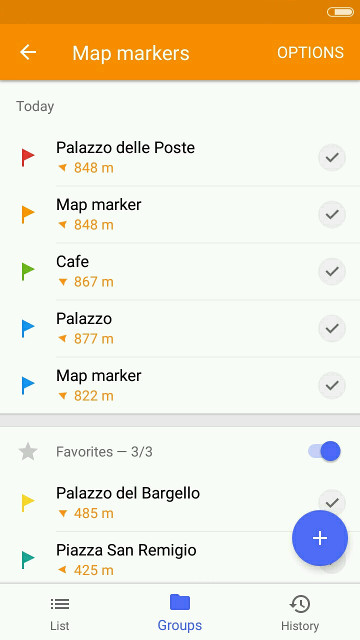 Map markers
OPTIONS
Today
Palazzo delle Poste
848 m
Map marker
848 m
Cafe
867 m
Palazzo
877 m
Map marker
822 m
Favorites — 3/3
Palazzo del Bargello
485 m
Piazza San Remigio
425 m
List
Groups
History